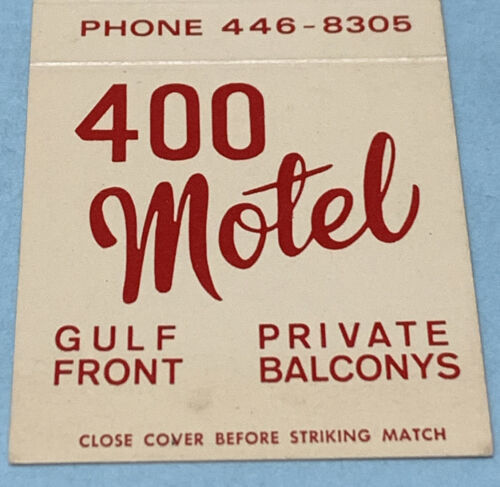 PHONE 446-8305
400
Motel
GULF PRIVATE
FRONT BALCONYS
CLOSE COVER BEFORE STRIKING MATCH